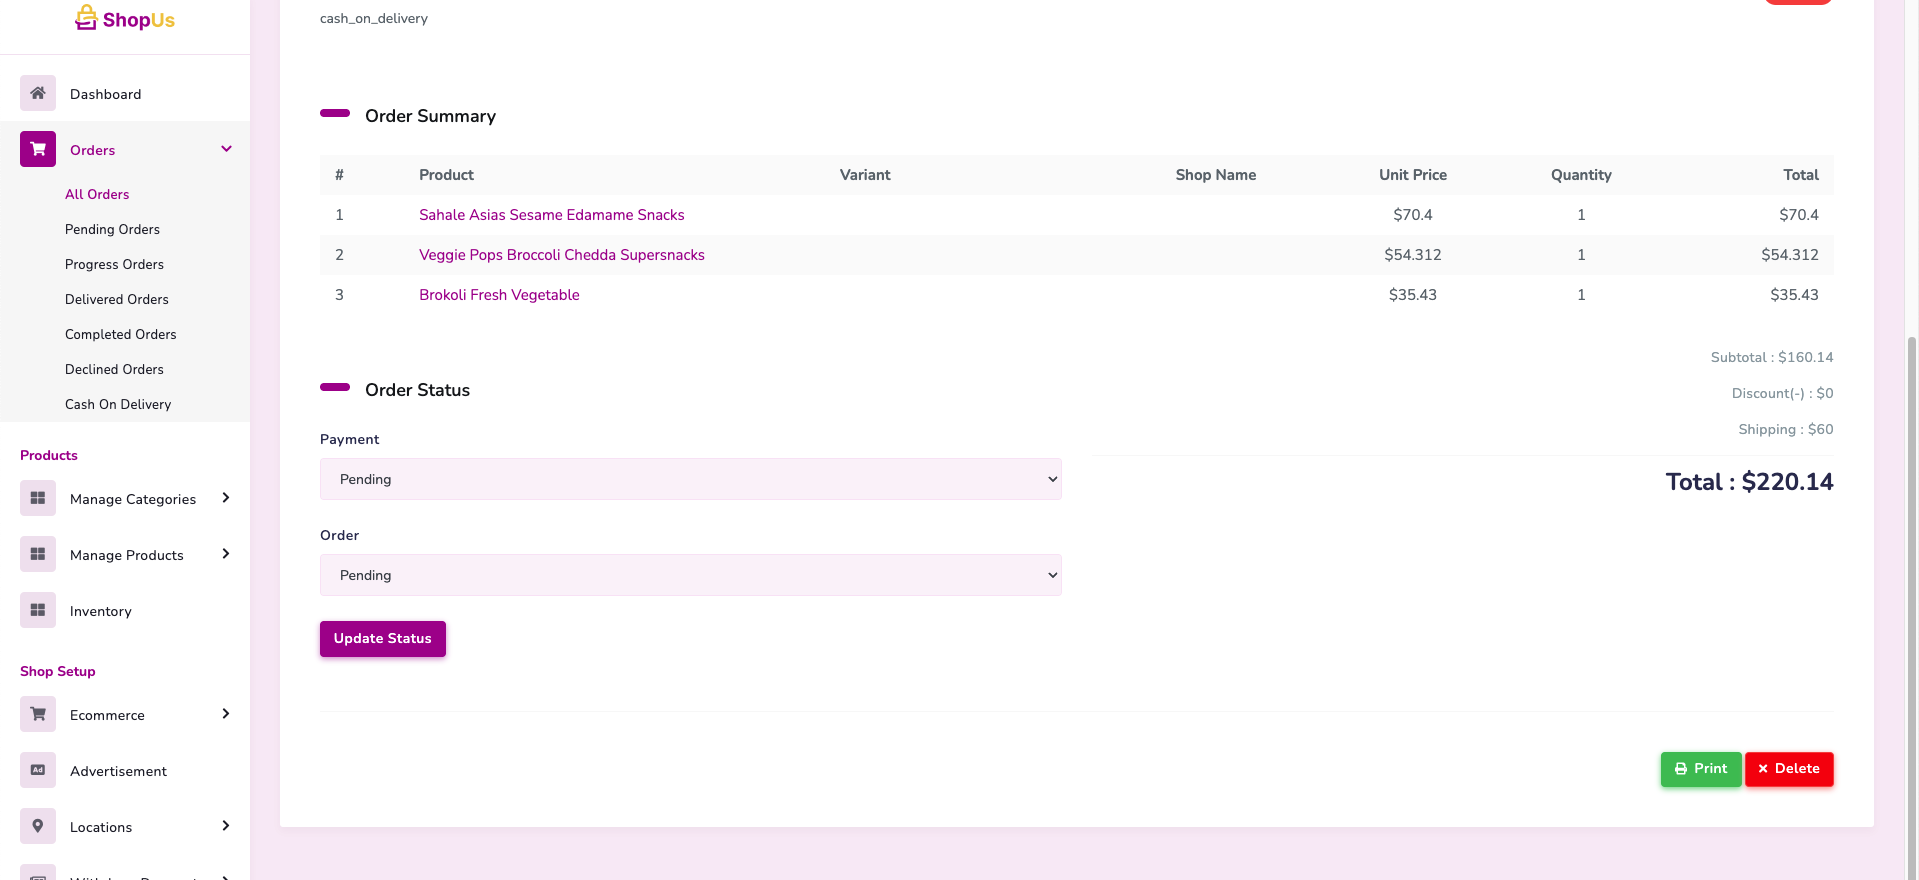 ShopUs
Dashboard
Orders
All Orders
Pending Orders
Progress Orders
Delivered Orders
Completed Orders
Declined Orders
Cash On Delivery
Products
Manage Categories
Manage Products
Inventory
Shop Setup
Ecommerce
Ad Advertisement
Locations
cash_on_delivery
Order Summary
# Product Variant Shop Name Unit Price Quantity Total
1 Sahale Asias Sesame Edamame Snacks $70.4 1 $70.4
2 Veggie Pops Broccoli Chedda Supersnacks $54.312 1 $54.312
3 Brokoli Fresh Vegetable $35.43 1 $35.43
Subtotal : $160.14
Discount(-) : $0
Shipping : $60
Total : $220.14
Order Status
Payment
Pending
Order
Pending
Update Status
Print Delete